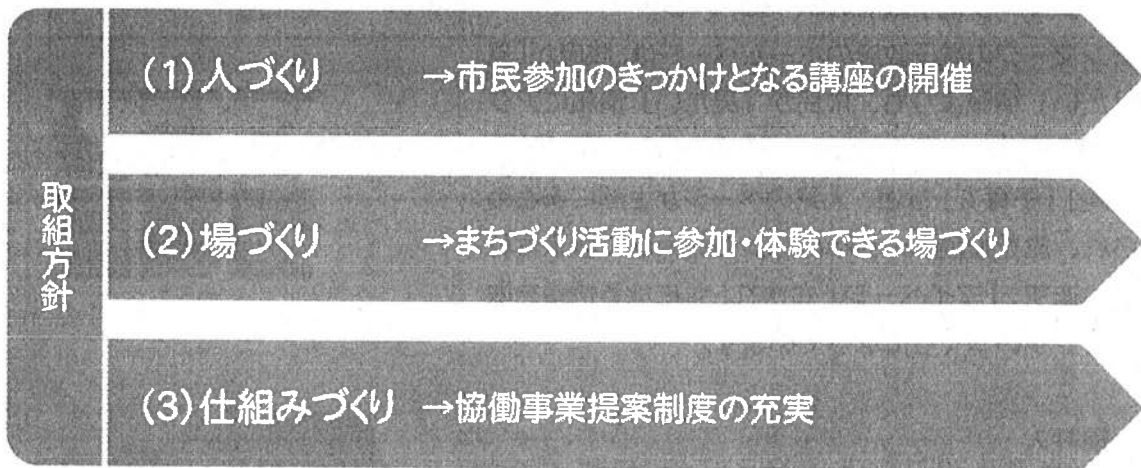 取組方針
(1)人づくり →市民参加のきっかけとなる講座の開催
(2)場づくり →まちづくり活動に参加・体験できる場づくり
(3)仕組みづくり →協働事業提案制度の充実